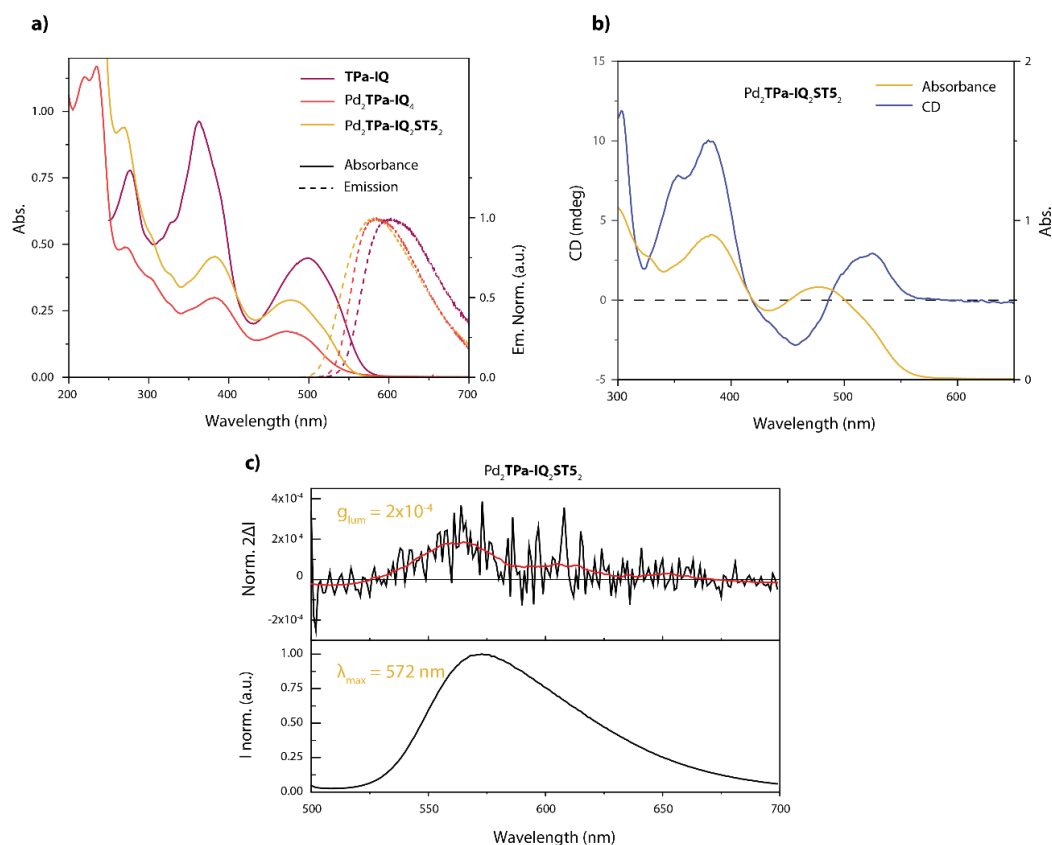 a)
TPa-IQ
Pd2TPa-IQ4
Pd2TPa-IQ2ST52
Absorbance
Emission
1.00
0.75
0.50
0.25
0.00
Abs.
1.0
0.5
0.0
Em. Norm. (a.u.)
200 300 400 500 600 700
Wavelength (nm)
b)
Pd2TPa-IQ2ST52
Absorbance
CD
15
10
5
0
-5
CD (mdeg)
2
1
0
Abs.
300 400 500 600
Wavelength (nm)
c)
Pd2TPa-IQ2ST52
glum = 2x10-4
4x10-4
2x10-4
0
-2x10-4
Norm. 2ΔI
λmax = 572 nm
1.00
0.75
0.50
0.25
0.00
I norm. (a.u.)
500 550 600 650 700
Wavelength (nm)